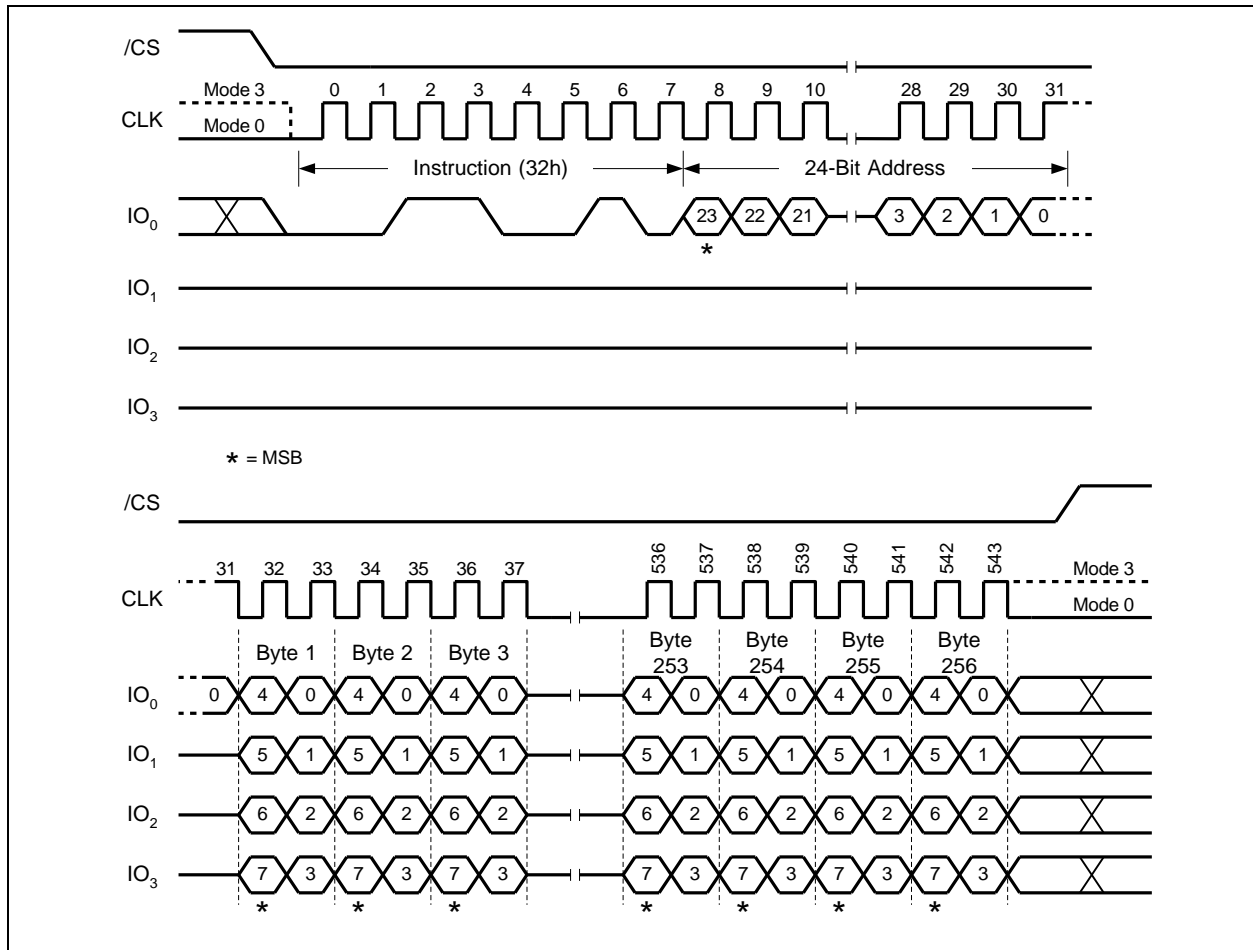 /CS
Mode 3 0 1 2 3 4 5 6 7 8 9 10 28 29 30 31
CLK
Mode 0
Instruction (32h) 24-Bit Address
IO0 23 22 21 3 2 1 0
*
IO1
IO2
IO3
* = MSB
/CS
31 32 33 34 35 36 37 536 537 538 539 540 541 542 543
Mode 3
CLK
Mode 0
Byte 1 Byte 2 Byte 3 Byte 253 Byte 254 Byte 255 Byte 256
IO0 0 4 0 4 0 4 0 4 0 4 0 4 0 4 0
IO1 5 1 5 1 5 1 5 1 5 1 5 1 5 1
IO2 6 2 6 2 6 2 6 2 6 2 6 2 6 2
IO3 7 3 7 3 7 3 7 3 7 3 7 3 7 3
* * * * * * *